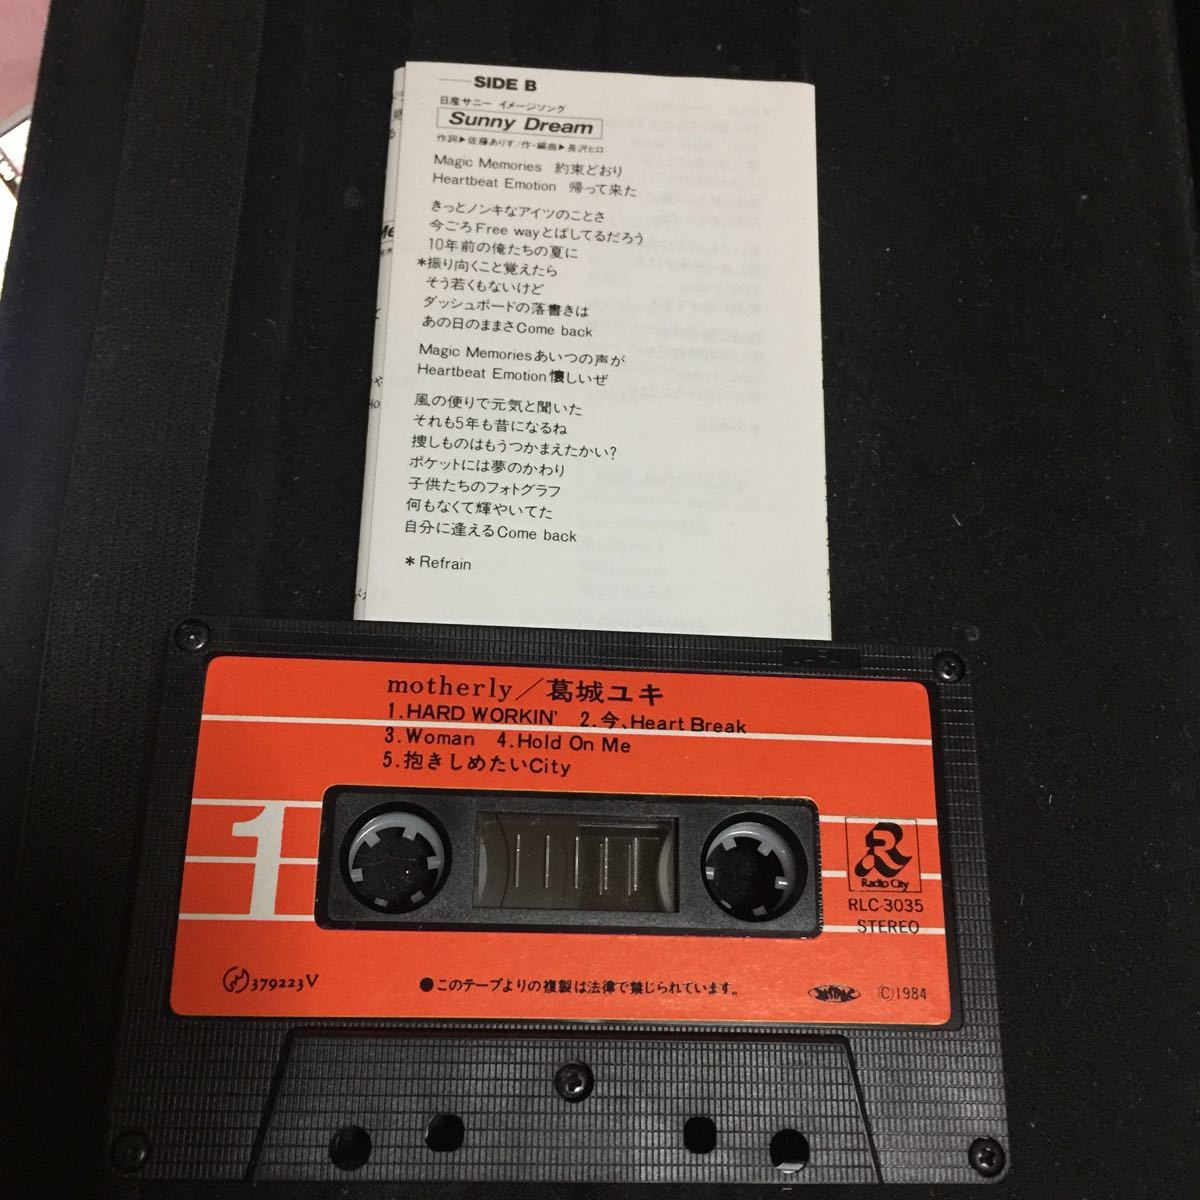 SIDE B
日産サニー イメージソング
Sunny Dream
作詞▶佐藤ありす/作・編曲▶長沢ヒロ
Magic Memories 約束どおり
Heartbeat Emotion 帰って来た
きっとノンキなアイツのことさ
今ごろFree wayとばしてるだろう
10年前の俺たちの夏に
*振り向くこと覚えたら
そう若くもないけど
ダッシュボードの落書きは
あの日のままさCome back
Magic Memoriesあいつの声が
Heartbeat Emotion懐しいぜ
風の便りで元気と聞いた
それも5年も昔になるね
捜しものはもうつかまえたかい?
ポケットには夢のかわり
子供たちのフォトグラフ
何もなくて輝やいてた
自分に逢えるCome back
* Refrain
motherly/葛城ユキ
1.HARD WORKIN' 2.今、Heart Break
3.Woman 4.Hold On Me
5.抱きしめたいCity
1
R
Radio City
RLC-3035
STEREO
379223V
●このテープよりの複製は法律で禁じられています。
JASRAC
©1984